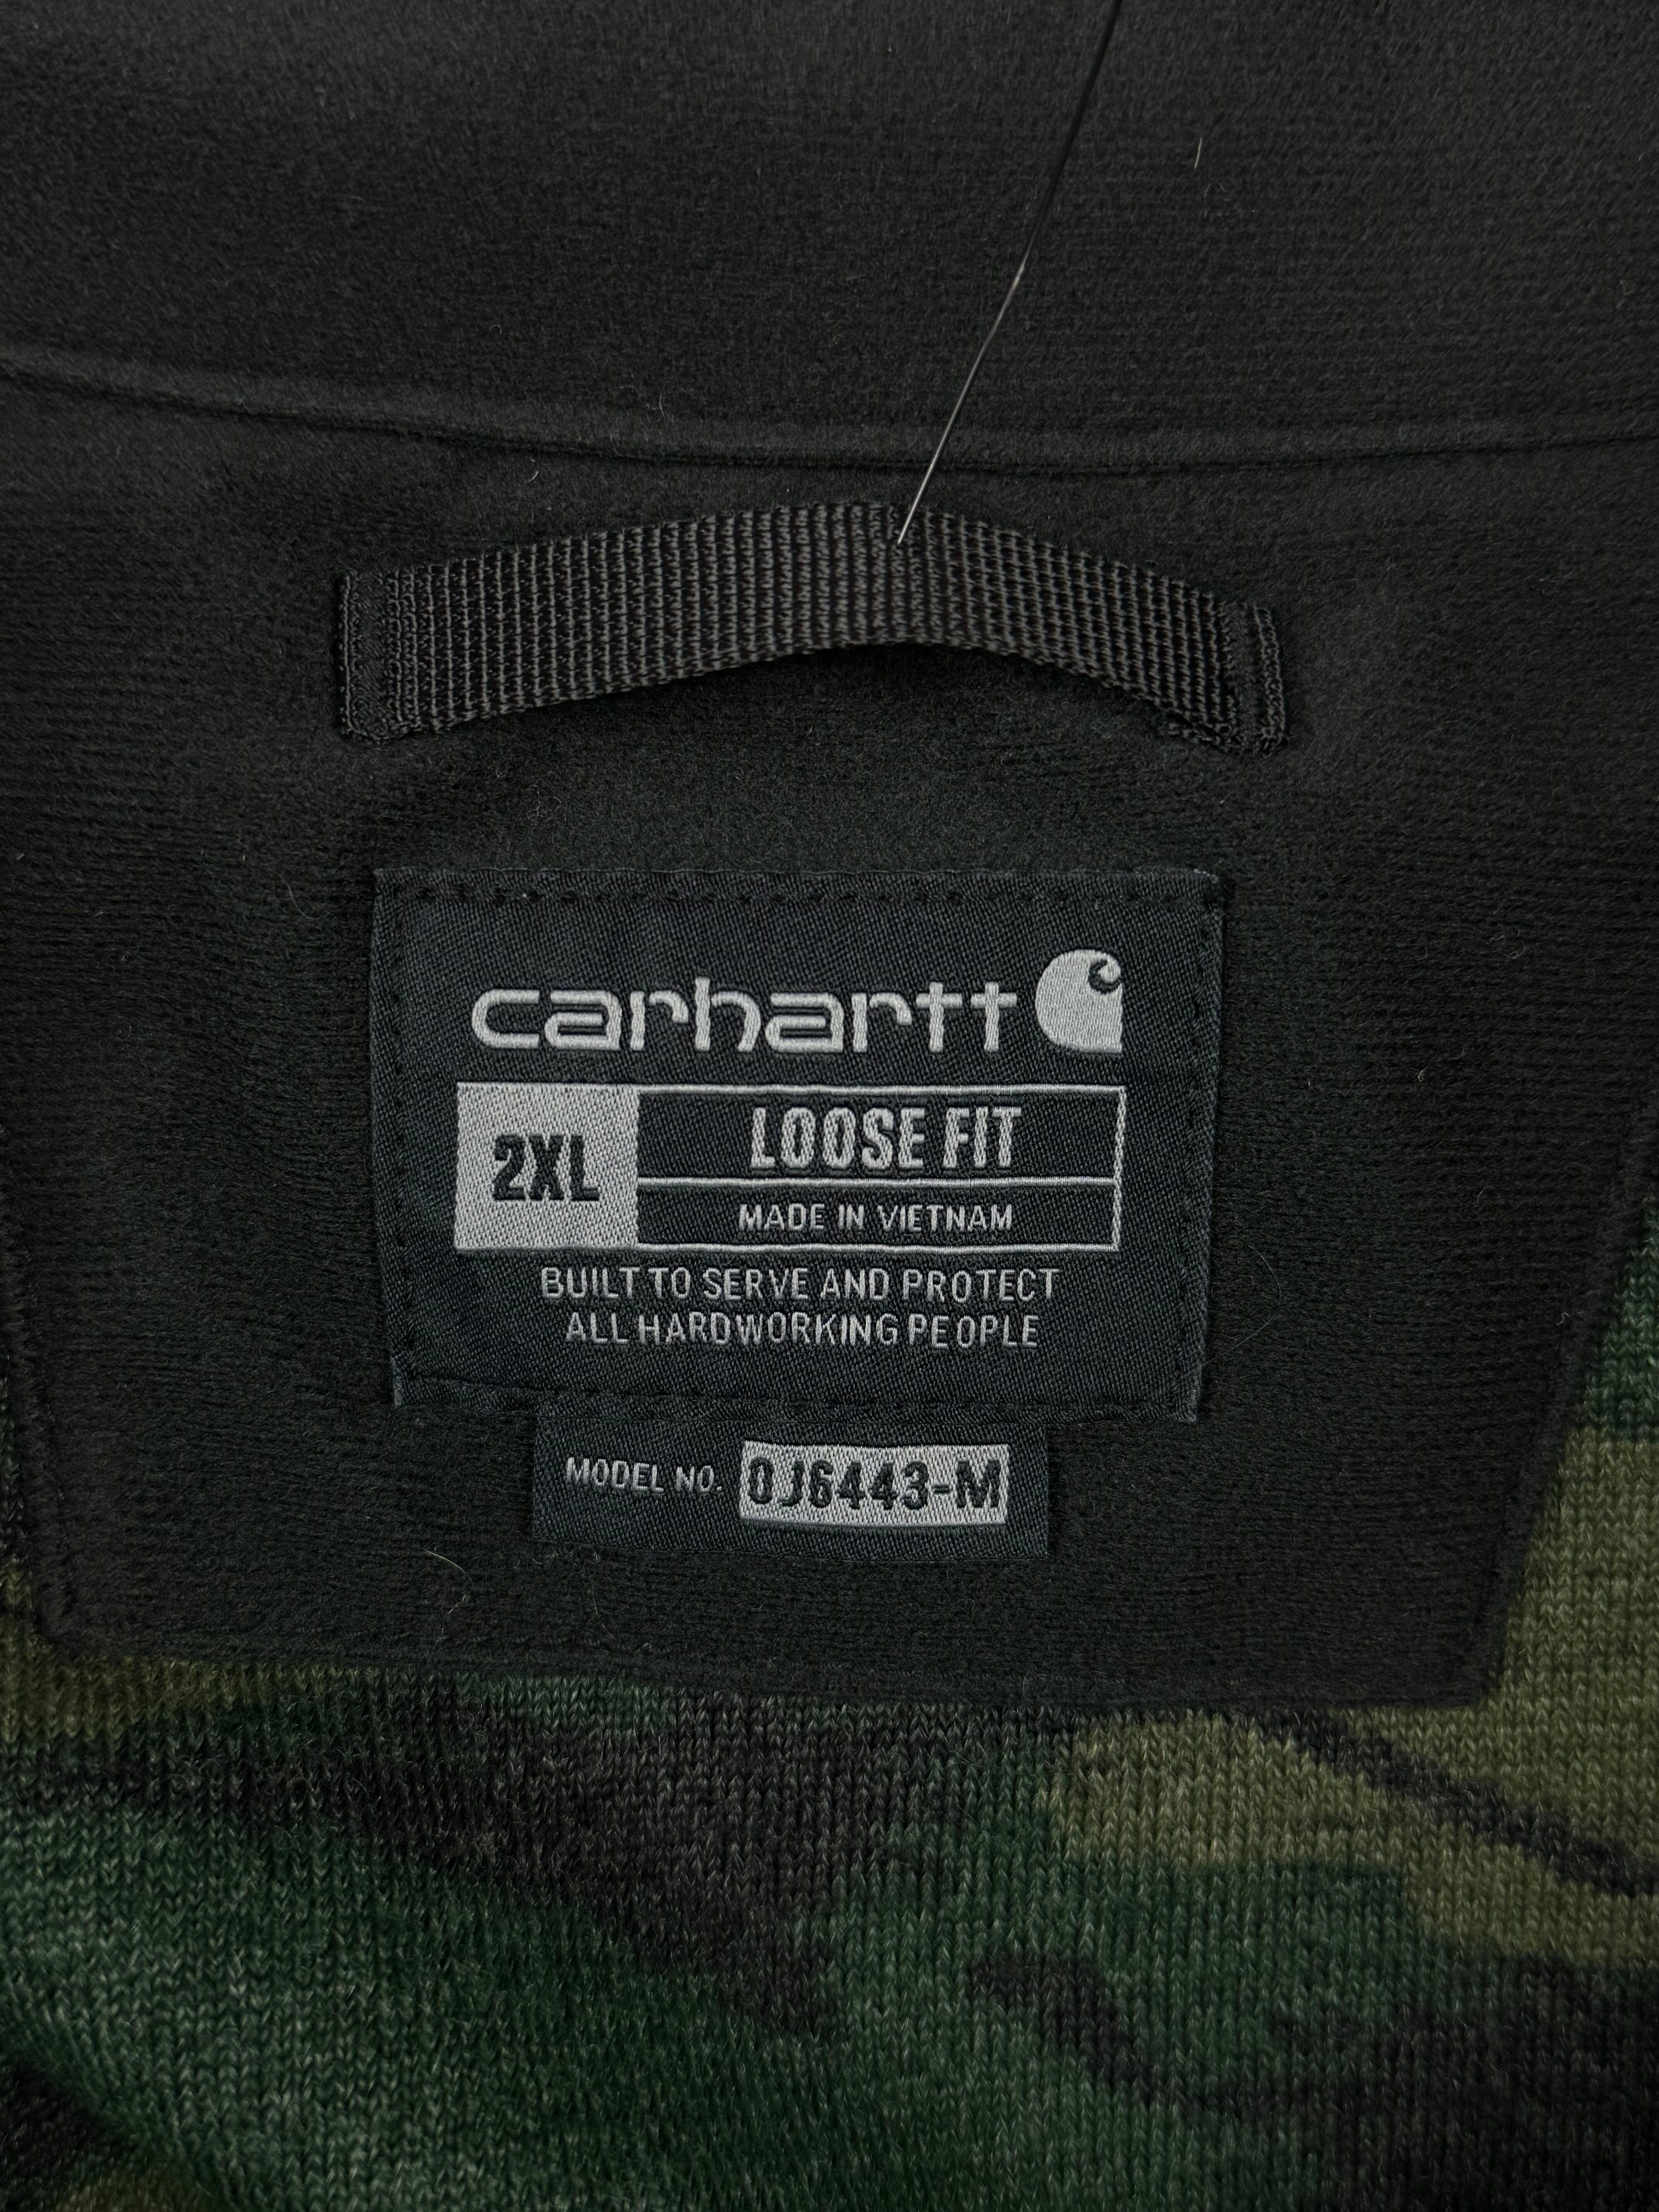 carhartt
2XL
LOOSE FIT
MADE IN VIETNAM
BUILT TO SERVE AND PROTECT
ALL HARDWORKING PEOPLE
MODEL NO. OJ6443-M